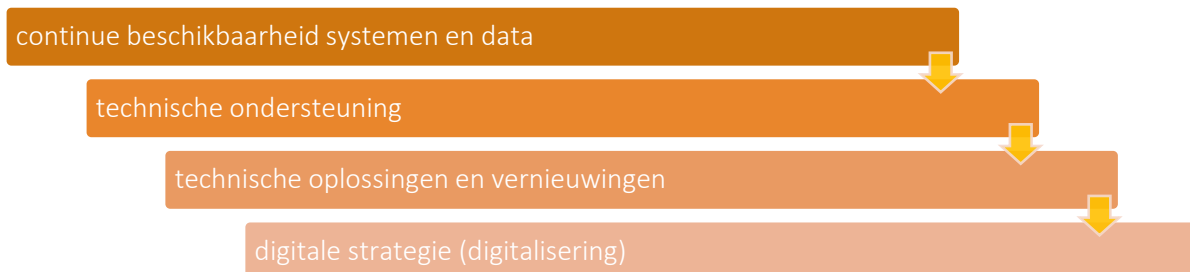 continue beschikbaarheid systemen en data
technische ondersteuning
technische oplossingen en vernieuwingen
digitale strategie (digitalisering)